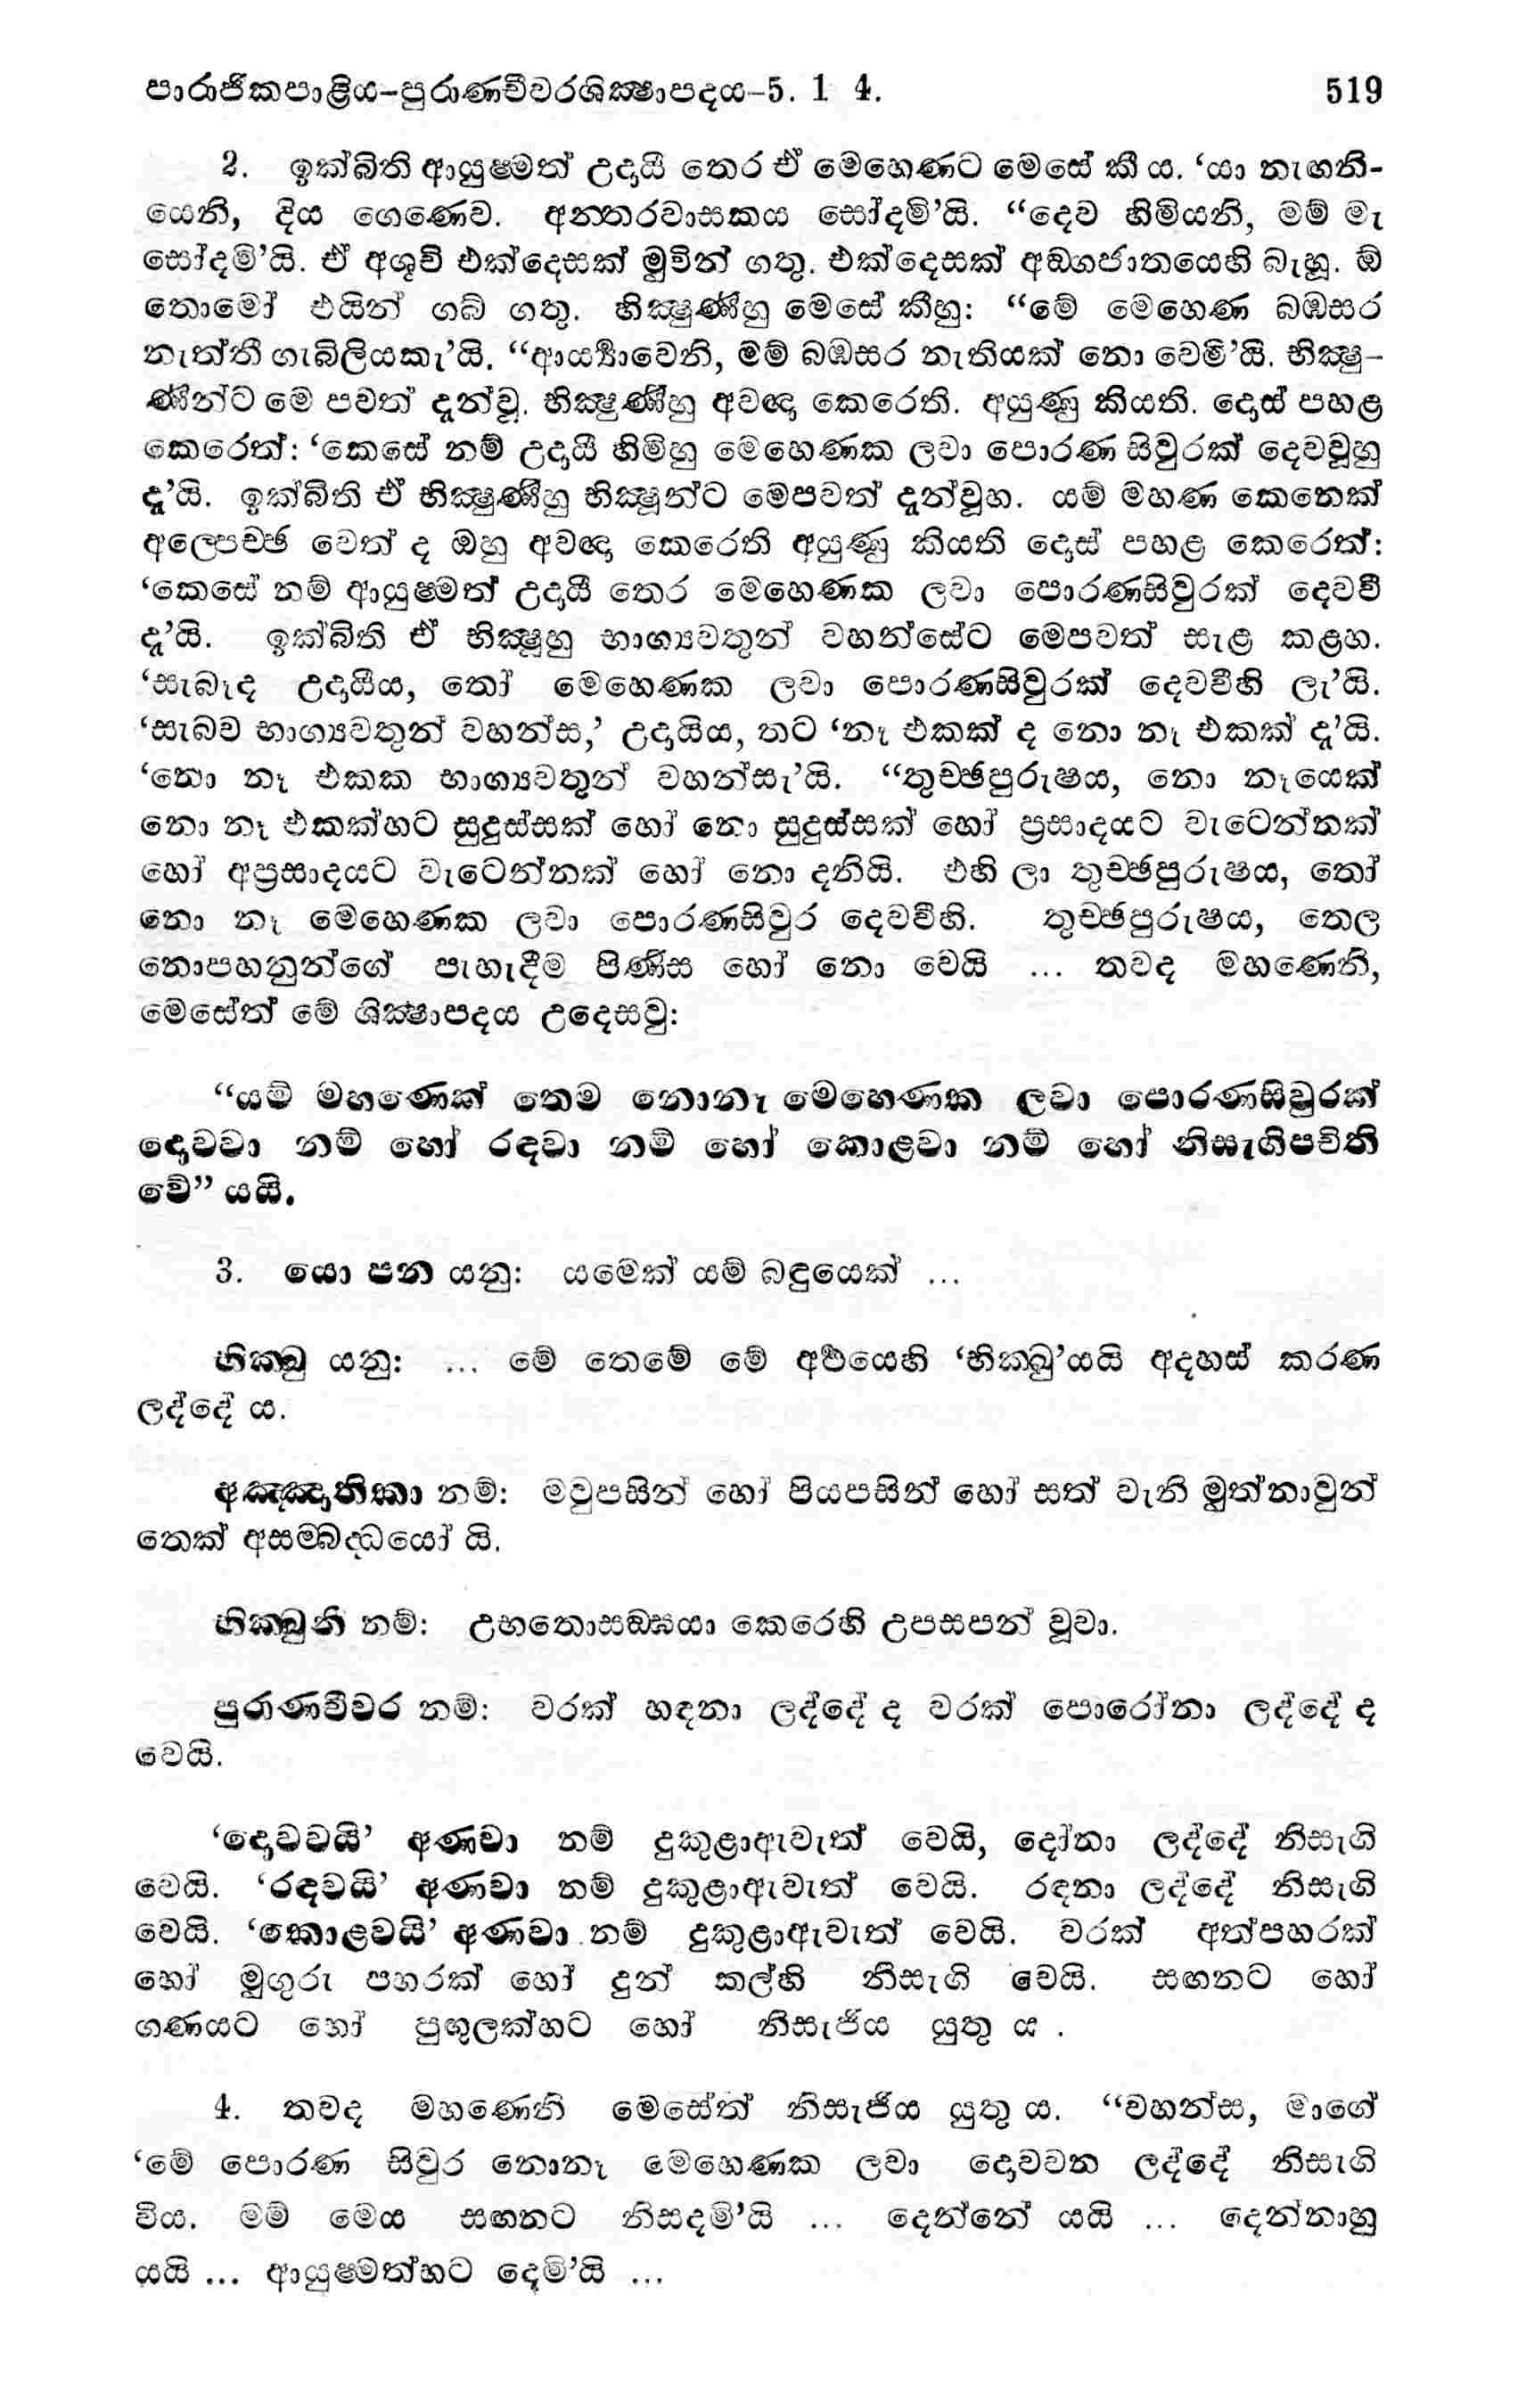 පාරාජිකපාළිය–පුරාණචීවරශික්‍ෂාපදය–5. 1 4. 519
2. ඉක්බිති ආයුෂ්මත් උදායී තෙර ඒ මෙහෙණට මෙසේ කී ය. ‘යා නැඟනි-
යෙනි, දිය ගෙණෙව. අන්තරවාසකය සෝදමි’යි. “දෙව හිමියනි, මම් මැ
සෝදමි’යි. ඒ අශුචි එක්දෙසක් මුවින් ගතු. එක්දෙසක් අඞ්ගජාතයෙහි බැහූ. ඕ
තොමෝ එයින් ගබ් ගතු. භික්‍ෂුණීහු මෙසේ කීහු: “මේ මෙහෙණ බඹසර
නැත්තී ගැබිලියකැ’යි. “ආර්‍ය්‍යාවෙනි, මම් බඹසර නැතියක් නො වෙමි’යි. භික්‍ෂු-
ණීන්ට මෙ පවත් දැන්වූ. භික්‍ෂුණීහු අවඥා කෙරෙති. අයුණු කියති. දොස් පහළ
කෙරෙත්: ‘කෙසේ නම් උදායී හිමිහු මෙහෙණක ලවා පොරණ සිවුරක් දෙවවූහු
දැ’යි. ඉක්බිති ඒ භික්‍ෂුණීහු භික්‍ෂූන්ට මෙපවත් දැන්වූහ. යම් මහණ කෙනෙක්
අල්පෙච්ඡ වෙත් ද ඔහු අවඥා කෙරෙති අයුණු කියති දොස් පහළ කෙරෙත්:
‘කෙසේ නම් ආයුෂ්මත් උදායී තෙර මෙහෙණක ලවා පොරණසිවුරක් දෙවවී
දැ’යි. ඉක්බිති ඒ භික්‍ෂූහු භාග්‍යවතුන් වහන්සේට මෙපවත් සැළ කළහ.
‘සැබෑද උදායීය, තෝ මෙහෙණක ලවා පොරණසිවුරක් දෙවවීහි ලැ’යි.
‘සැබව භාග්‍යවතුන් වහන්ස,’ උදායිය, තට ‘නෑ එකක් ද නො නෑ එකක් දැ’යි.
‘නො නෑ එකක භාග්‍යවතුන් වහන්සැ’යි. “තුච්ඡපුරුෂය, නො නෑයෙක්
නො නෑ එකක්හට සුදුස්සක් හෝ නො සුදුස්සක් හෝ ප්‍රසාදයට වැටෙන්නක්
හෝ අප්‍රසාදයට වැටෙන්නක් හෝ නො දනියි. එහි ලා තුච්ඡපුරුෂය, තෝ
නො නෑ මෙහෙණක ලවා පොරණසිවුර දෙවවීහි. තුච්ඡපුරුෂය, තෙල
නොපහනුන්ගේ පැහැදීම පිණිස හෝ නො වෙයි ... තවද මහණෙනි,
මෙසේත් මේ ශික්‍ෂාපදය උදෙසවු:
“යම් මහණෙක් තෙම නොනෑ මෙහෙණක ලවා පොරණසිවුරක්
දොවවා නම් හෝ රඳවා නම් හෝ කොළවා නම් හෝ නිසැගිපචිති
වේ” යයි.
3. යො පන යනු: යමෙක් යම් බඳුයෙක් ...
භික්ඛු යනු: ... මේ තෙමේ මේ අර්‍ථයෙහි ‘භික්ඛු’යයි අදහස් කරණ
ලද්දේ ය.
අඤ්ඤාතිකා නම්: මවුපසින් හෝ පියපසින් හෝ සත් වැනි මුත්නාවුන්
තෙක් අසම්බද්ධයෝ යි.
භික්ඛුනී නම්: උභතොසඞ්ඝයා කෙරෙහි උපසපන් වූවා.
පුරාණචීවර නම්: වරක් හඳනා ලද්දේ ද වරක් පොරෝනා ලද්දේ ද
වෙයි.
‘දොවවයි’ අණවා නම් දුකුළාඇවැත් වෙයි, දෝනා ලද්දේ නිසැගි
වෙයි. ‘රඳවයි’ අණවා නම් දුකුළාඇවැත් වෙයි. රඳනා ලද්දේ නිසැගි
වෙයි. ‘කොළවයි’ අණවා නම් දුකුළාඇවැත් වෙයි. වරක් අත්පහරක්
හෝ මුගුරු පහරක් හෝ දුන් කල්හි නිසැගි වෙයි. සඟනට හෝ
ගණයට හෝ පුඟුලක්හට හෝ නිසැජිය යුතු ය .
4. තවද මහණෙනි මෙසේත් නිසැජිය යුතු ය. “වහන්ස, මාගේ
‘මේ පොරණ සිවුර නොනෑ මෙහෙණක ලවා දොවවන ලද්දේ නිසැගි
විය. මම් මෙය සඟනට නිසදමි’යි ... දෙන්නේ යයි ... දෙන්නාහු
යයි ... ආයුෂ්මත්හට දෙමි’යි ...